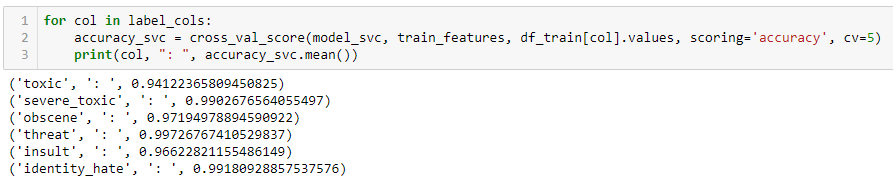 1 for col in label_cols:
2     accuracy_svc = cross_val_score(model_svc, train_features, df_train[col].values, scoring='accuracy', cv=5)
3     print(col, ": ", accuracy_svc.mean())
('toxic', ': ', 0.94122365809450825)
('severe_toxic', ': ', 0.9902676564055497)
('obscene', ': ', 0.97194978894590922)
('threat', ': ', 0.99726767410529837)
('insult', ': ', 0.96622821155486149)
('identity_hate', ': ', 0.99180928857537576)